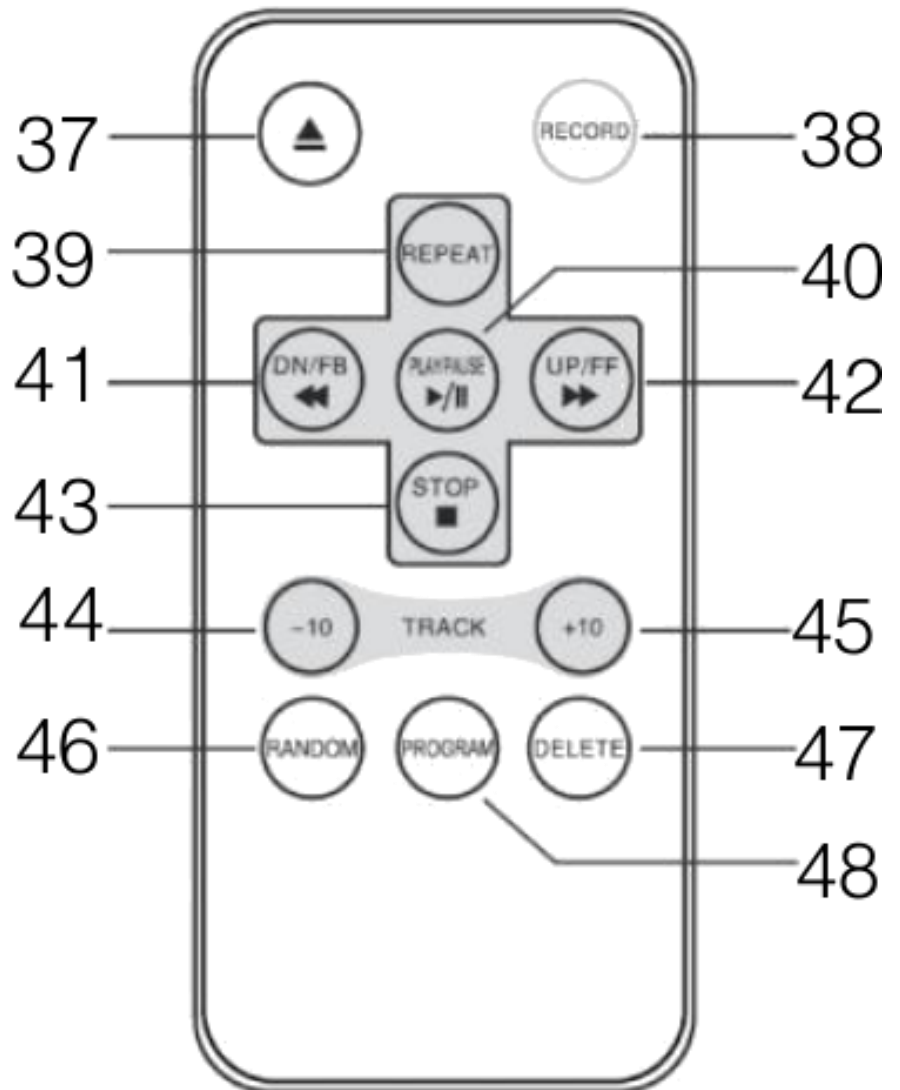 37
RECORD
38
REPEAT
39
40
41
DN/FB
PLAY/PAUSE
UP/FF
42
STOP
43
44
-10
TRACK
+10
45
46
RANDOM
PROGRAM
DELETE
47
48